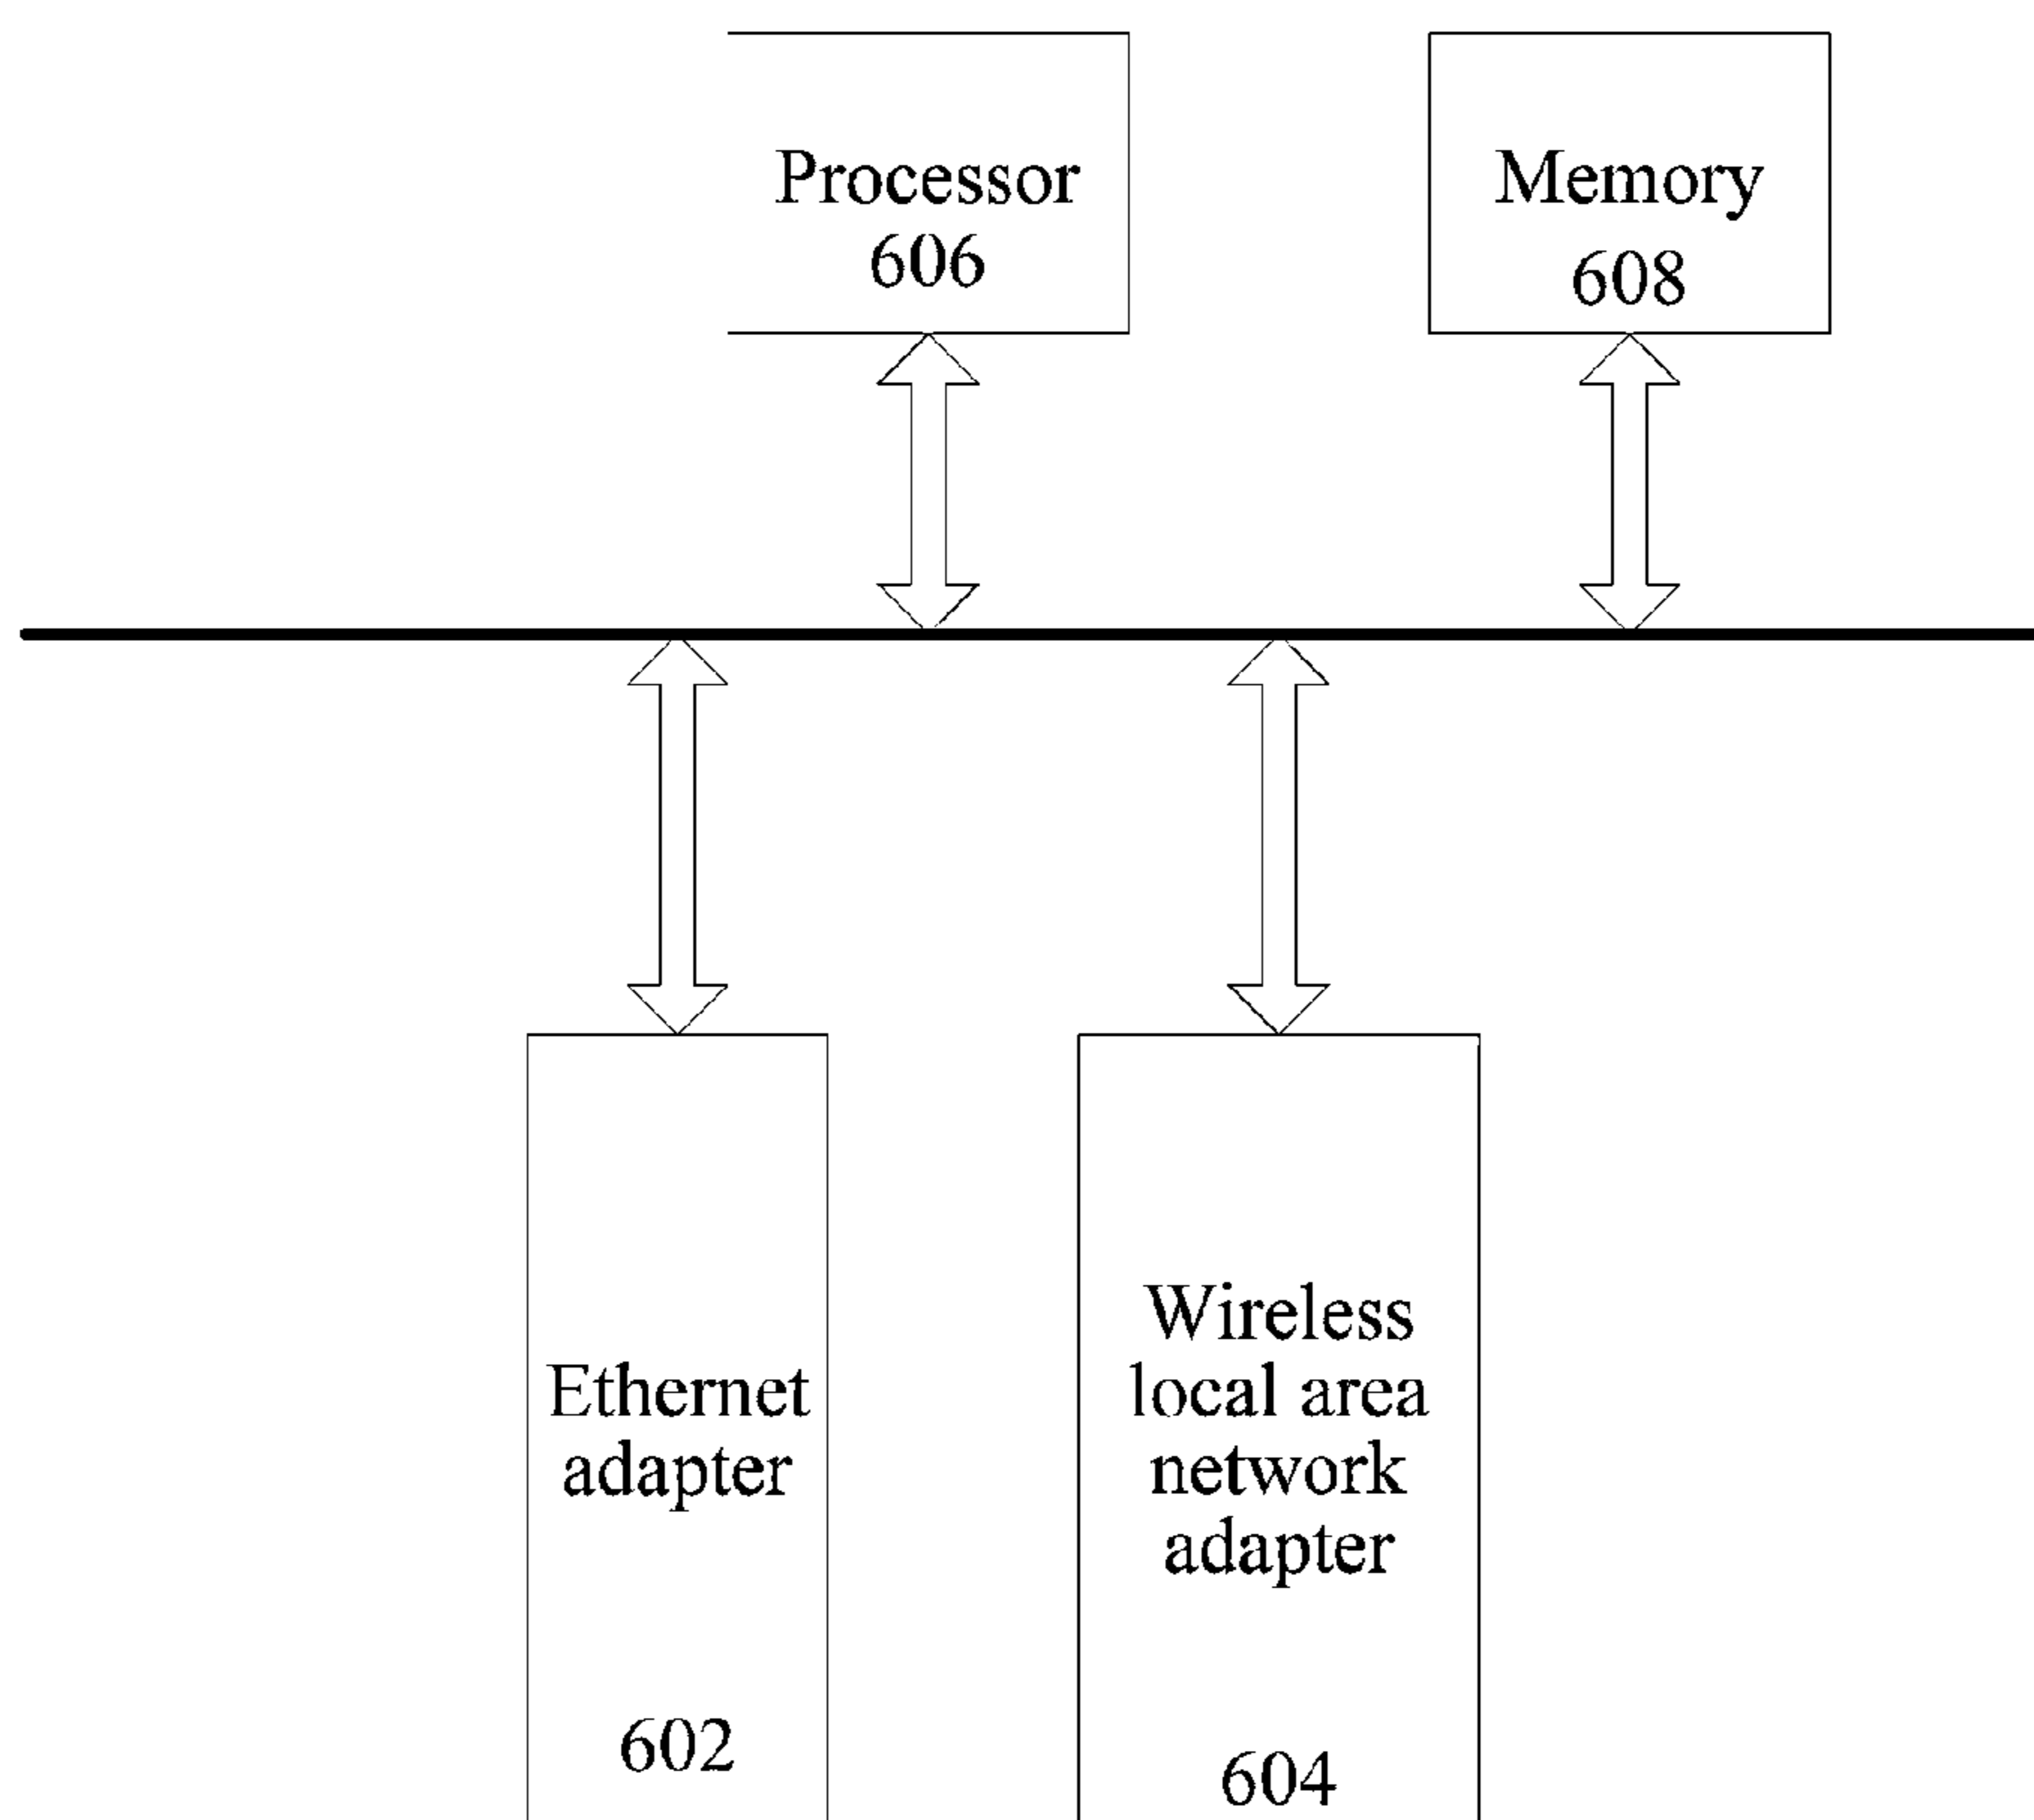 Processor
606
Memory
608
Ethernet
adapter
602
Wireless
local area
network
adapter
604